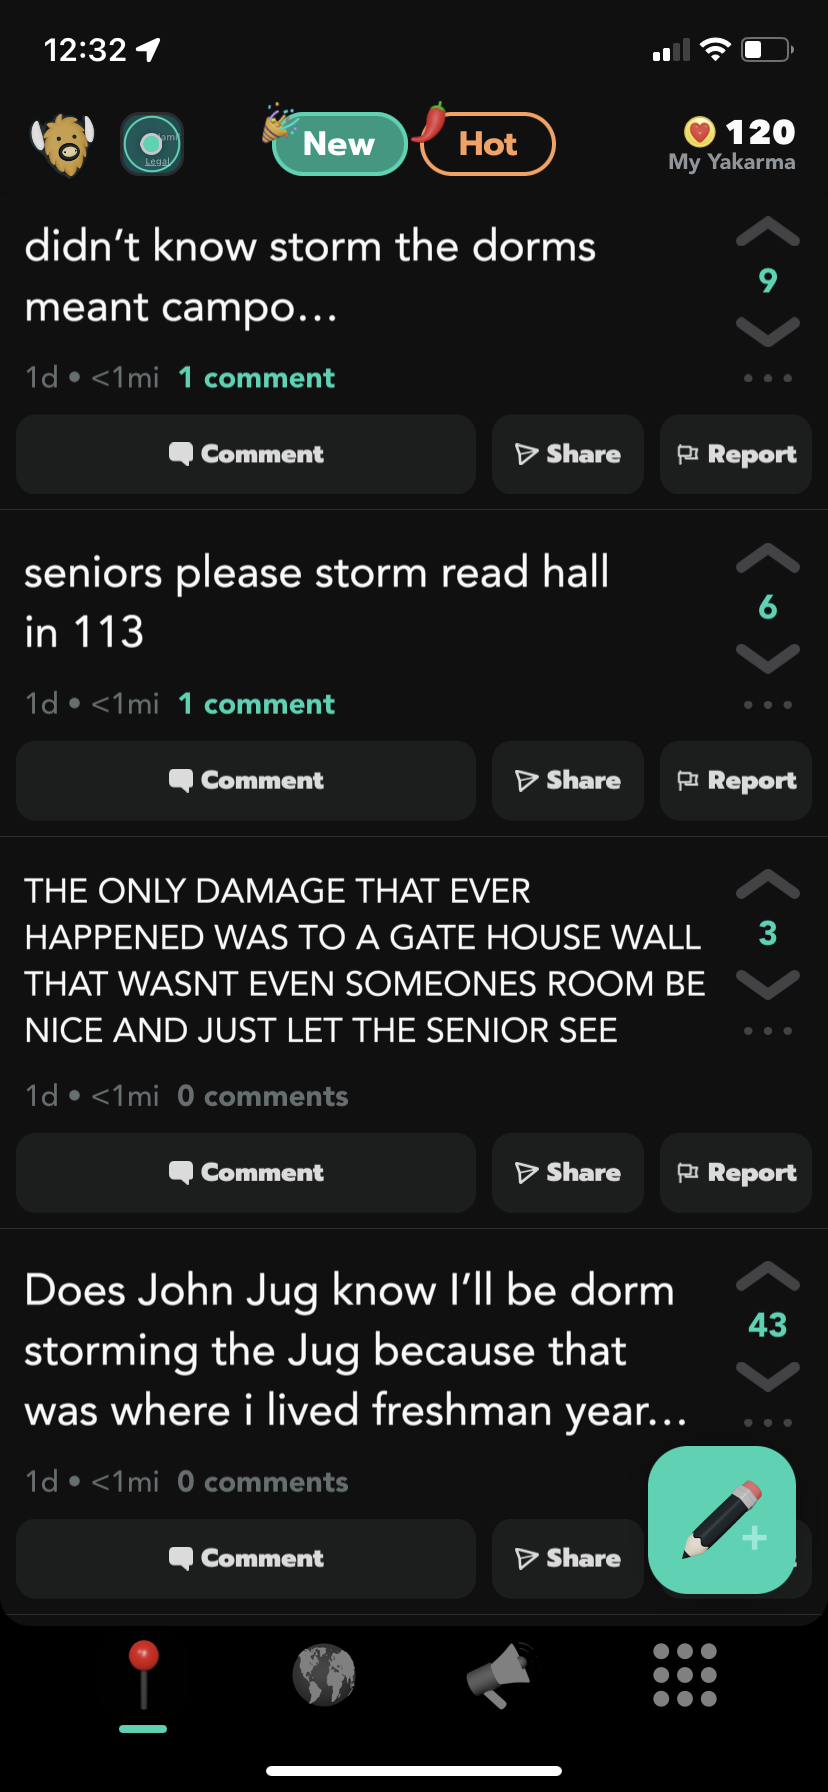 12:32
Legal
New
Hot
120
My Yakarma
didn’t know storm the dorms
meant campo...
9
1d • <1mi 1 comment
Comment
Share
Report
seniors please storm read hall
in 113
6
1d • <1mi 1 comment
Comment
Share
Report
THE ONLY DAMAGE THAT EVER
HAPPENED WAS TO A GATE HOUSE WALL
THAT WASNT EVEN SOMEONES ROOM BE
NICE AND JUST LET THE SENIOR SEE
3
1d • <1mi 0 comments
Comment
Share
Report
Does John Jug know I’ll be dorm
storming the Jug because that
was where i lived freshman year...
43
1d • <1mi 0 comments
Comment
Share